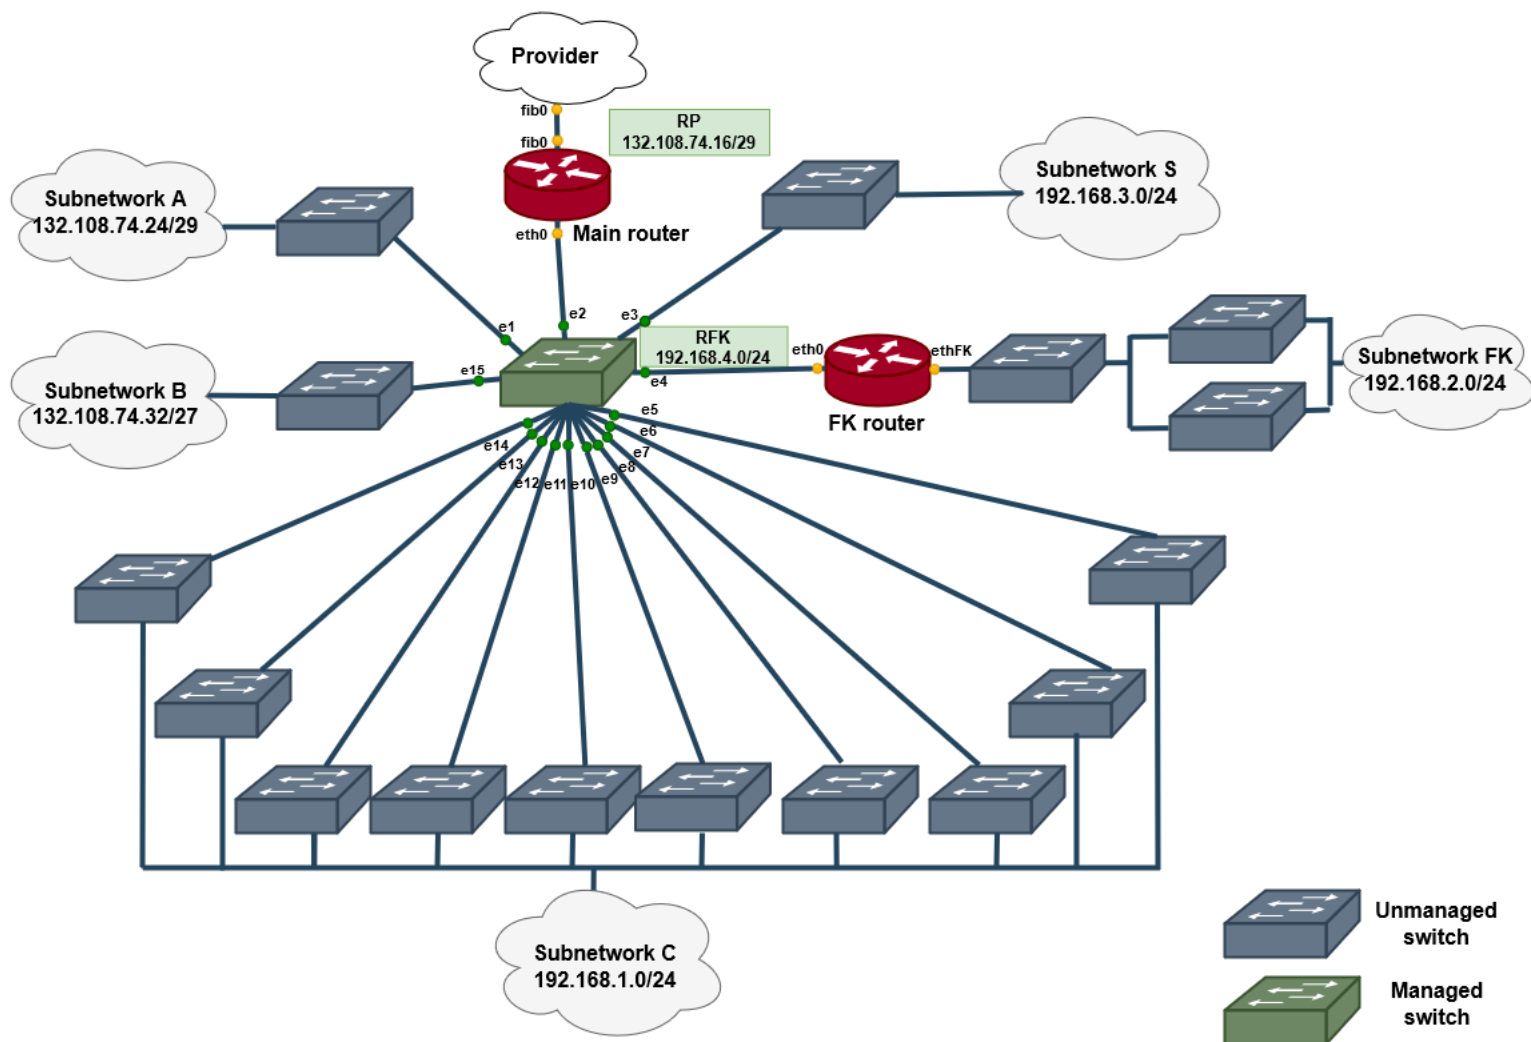 Provider
fib0
fib0
RP
132.108.74.16/29
Subnetwork A
132.108.74.24/29
Subnetwork S
192.168.3.0/24
eth0
Main router
e1
e2
e3
RFK
192.168.4.0/24
eth0
ethFK
Subnetwork FK
192.168.2.0/24
Subnetwork B
132.108.74.32/27
e15
e4
FK router
e5
e6
e7
e8
e9
e10
e11
e12
e13
e14
Subnetwork C
192.168.1.0/24
Unmanaged
switch
Managed
switch